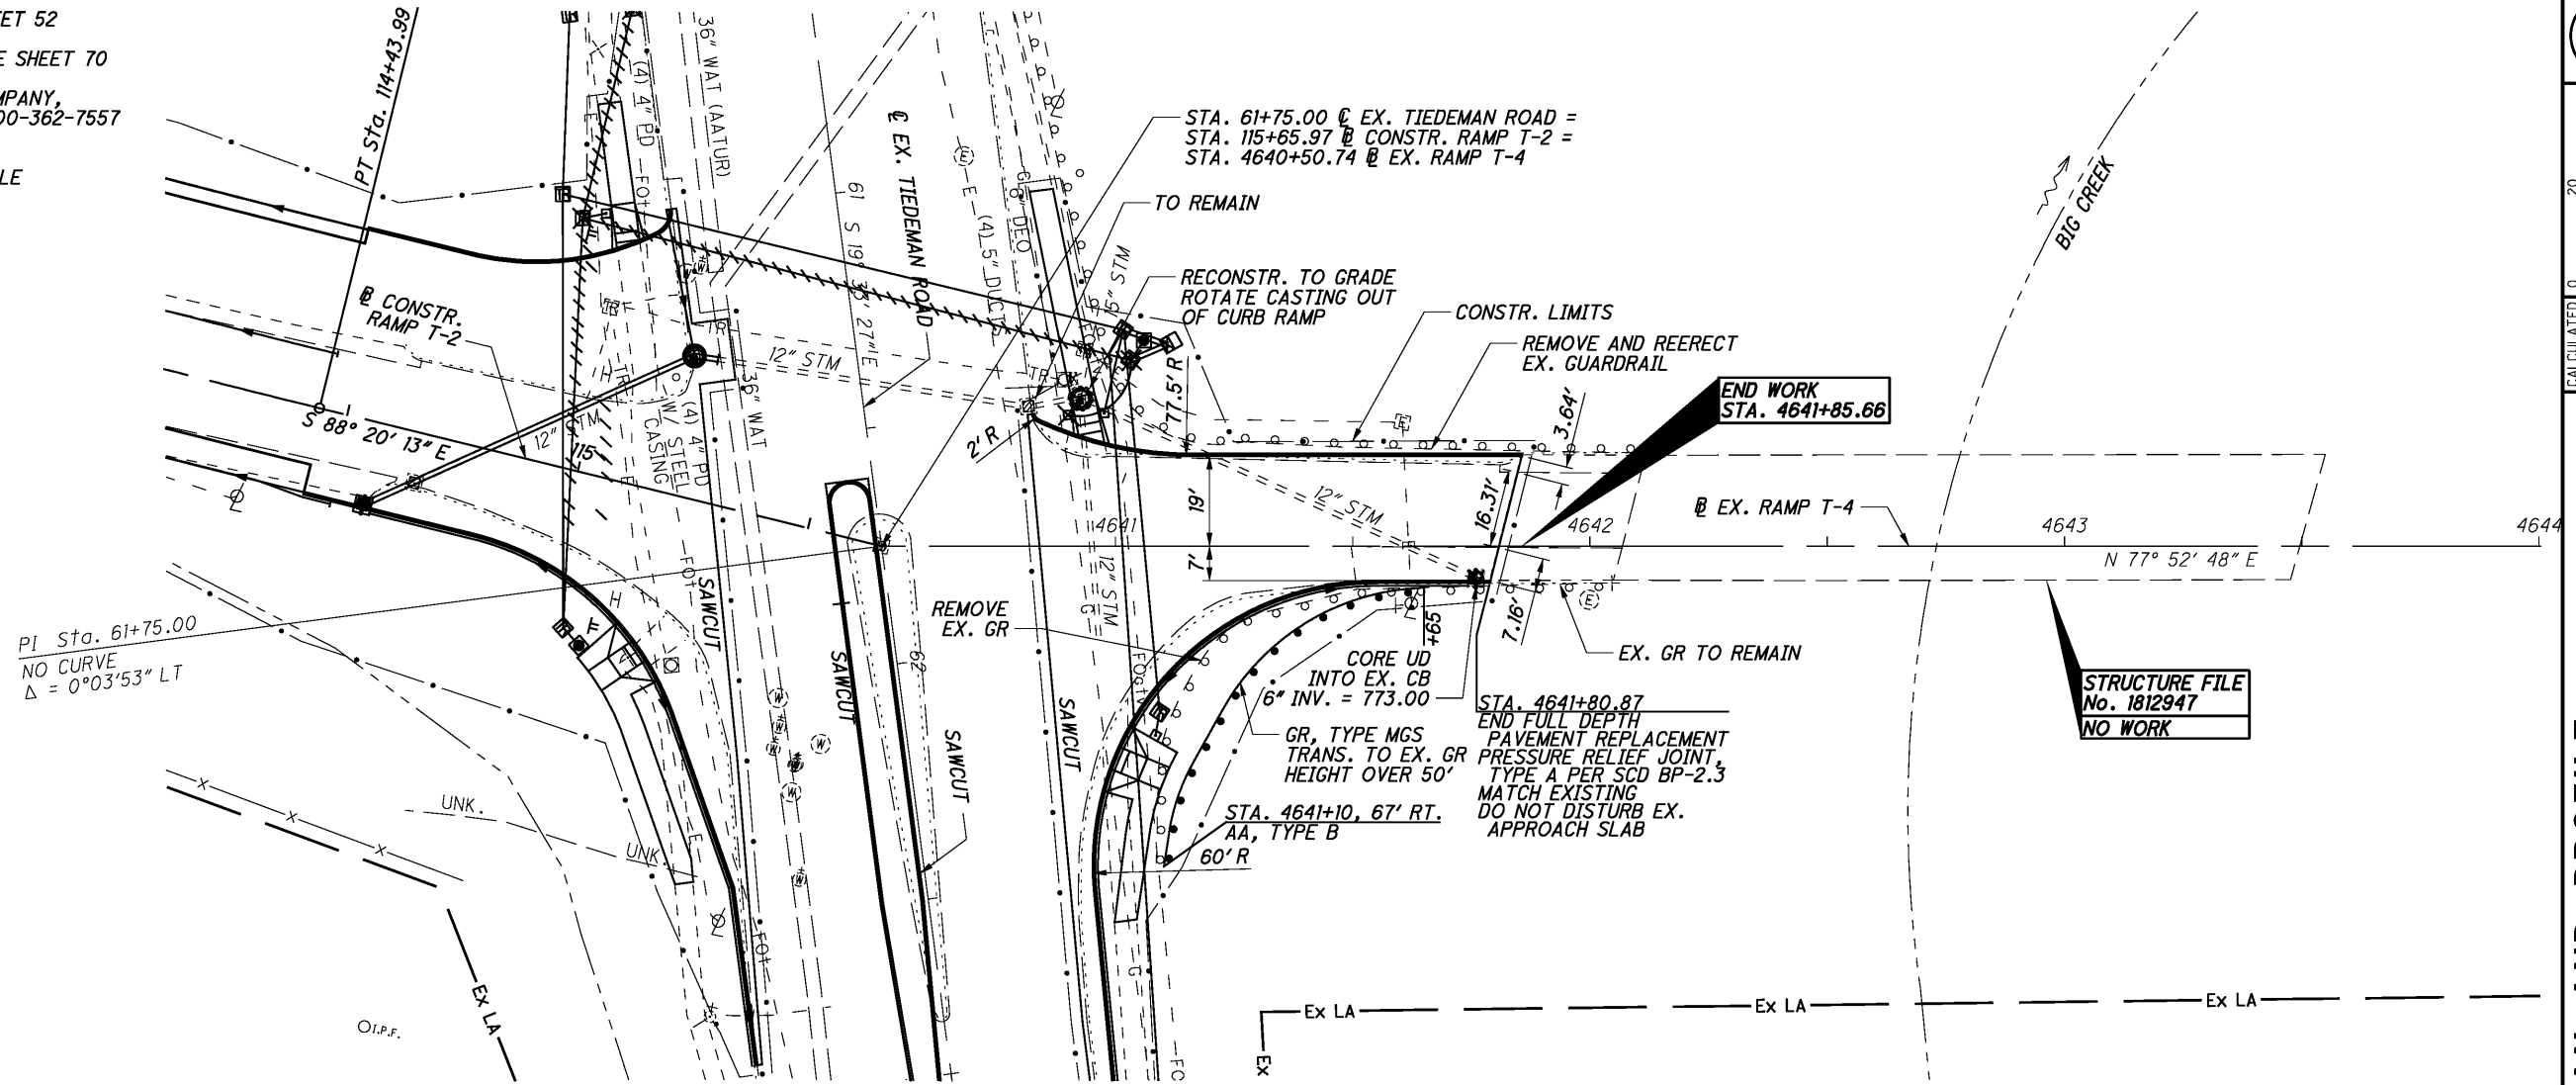 ET 52
E SHEET 70
MPANY,
00-362-7557
LE
PT Sta. 114+43.99
36" WAT (AATUR)
(4) 4" PD
FOt
℄ EX. TIEDEMAN ROAD
61
S 19° 33' 27" E
STA. 61+75.00 ℄ EX. TIEDEMAN ROAD =
STA. 115+65.97 ⅊ CONSTR. RAMP T-2 =
STA. 4640+50.74 ⅊ EX. RAMP T-4
TO REMAIN
(4) 5" DUCTS
RECONSTR. TO GRADE
ROTATE CASTING OUT
OF CURB RAMP
CONSTR. LIMITS
REMOVE AND REERECT
EX. GUARDRAIL
END WORK
STA. 4641+85.66
BIG CREEK
⅊ CONSTR.
RAMP T-2
12" STM
S 88° 20' 13" E
115
12" STM
W/ STEEL
CASING
(4) 4" PD
36" WAT
2' R
77.5' R
19'
7'
12" STM
3.64'
16.31'
7.16'
4641
4642
4643
4644
⅊ EX. RAMP T-4
N 77° 52' 48" E
12" STM
PI Sta. 61+75.00
NO CURVE
Δ = 0°03'53" LT
SAWCUT
SAWCUT
SAWCUT
SAWCUT
62
REMOVE
EX. GR
CORE UD
INTO EX. CB
6" INV. = 773.00
+65
EX. GR TO REMAIN
GR, TYPE MGS
TRANS. TO EX. GR
HEIGHT OVER 50'
STA. 4641+80.87
END FULL DEPTH
PAVEMENT REPLACEMENT
PRESSURE RELIEF JOINT,
TYPE A PER SCD BP-2.3
MATCH EXISTING
DO NOT DISTURB EX.
APPROACH SLAB
STA. 4641+10, 67' RT.
AA, TYPE B
60' R
STRUCTURE FILE
No. 1812947
NO WORK
UNK.
UNK.
Ex LA
O I.P.F.
Ex LA
Ex LA
Ex LA
Ex